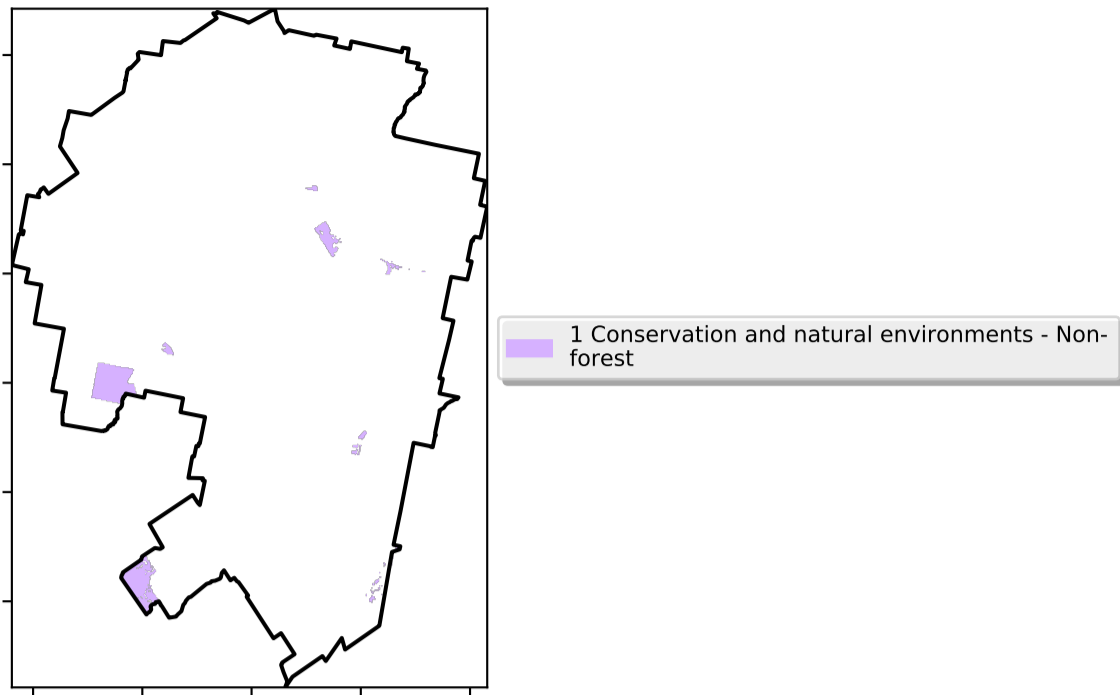 1 Conservation and natural environments - Non-
forest